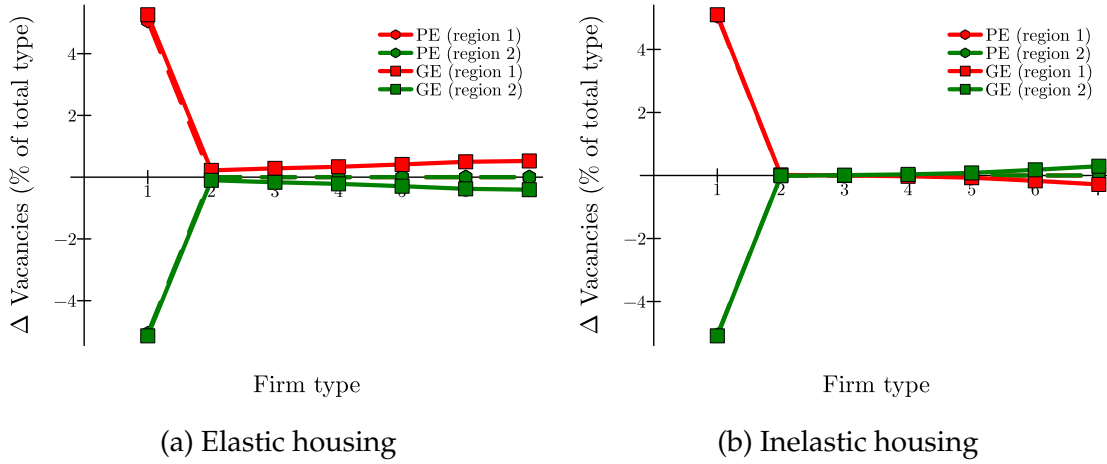 Δ Vacancies (% of total type)
4
2
−2
−4
1
2
3
4
PE (region 1)
PE (region 2)
GE (region 1)
GE (region 2)
Firm type
(a) Elastic housing
Δ Vacancies (% of total type)
4
2
−2
−4
1
2
3
4
5
6
PE (region 1)
PE (region 2)
GE (region 1)
GE (region 2)
Firm type
(b) Inelastic housing